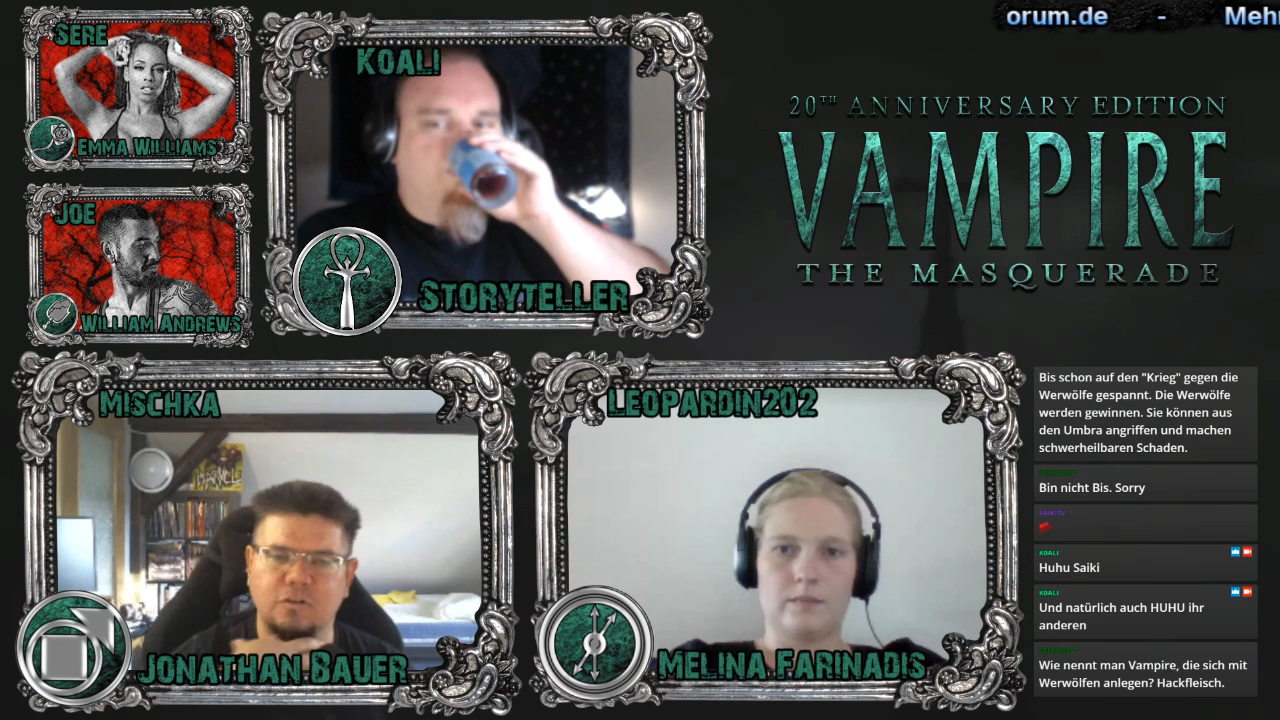 orum.de - Mehr
SERE
EMMA WILLIAMS
JOE
WILLIAM ANDREWS
KOALI
STORYTELLER
20TH ANNIVERSARY EDITION
VAMPIRE
THE MASQUERADE
MISCHKA
JONATHAN BAUER
LEOPARDIN202
MELINA FARINADIS
Bis schon auf den "Krieg" gegen die
Werwölfe gespannt. Die Werwölfe
werden gewinnen. Sie können aus
den Umbra angriffen und machen
schwerheilbaren Schaden.
Bin nicht Bis. Sorry
SAIKITV
KOALI
Huhu Saiki
KOALI
Und natürlich auch HUHU ihr
anderen
Wie nennt man Vampire, die sich mit
Werwölfen anlegen? Hackfleisch.